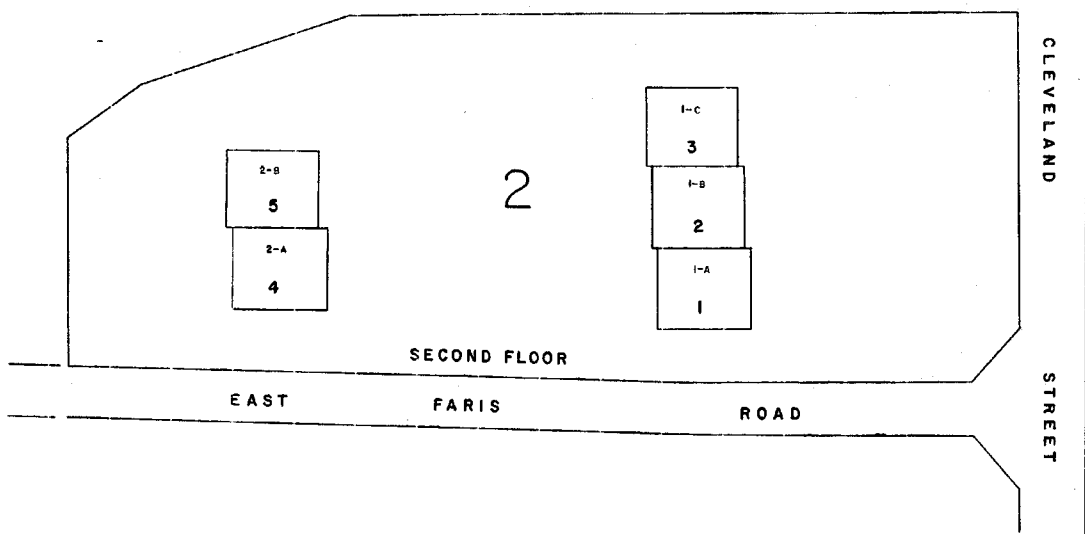 CLEVELAND STREET
1-C
3
2-B
5
2
1-B
2
2-A
4
1-A
1
SECOND FLOOR
EAST FARIS ROAD